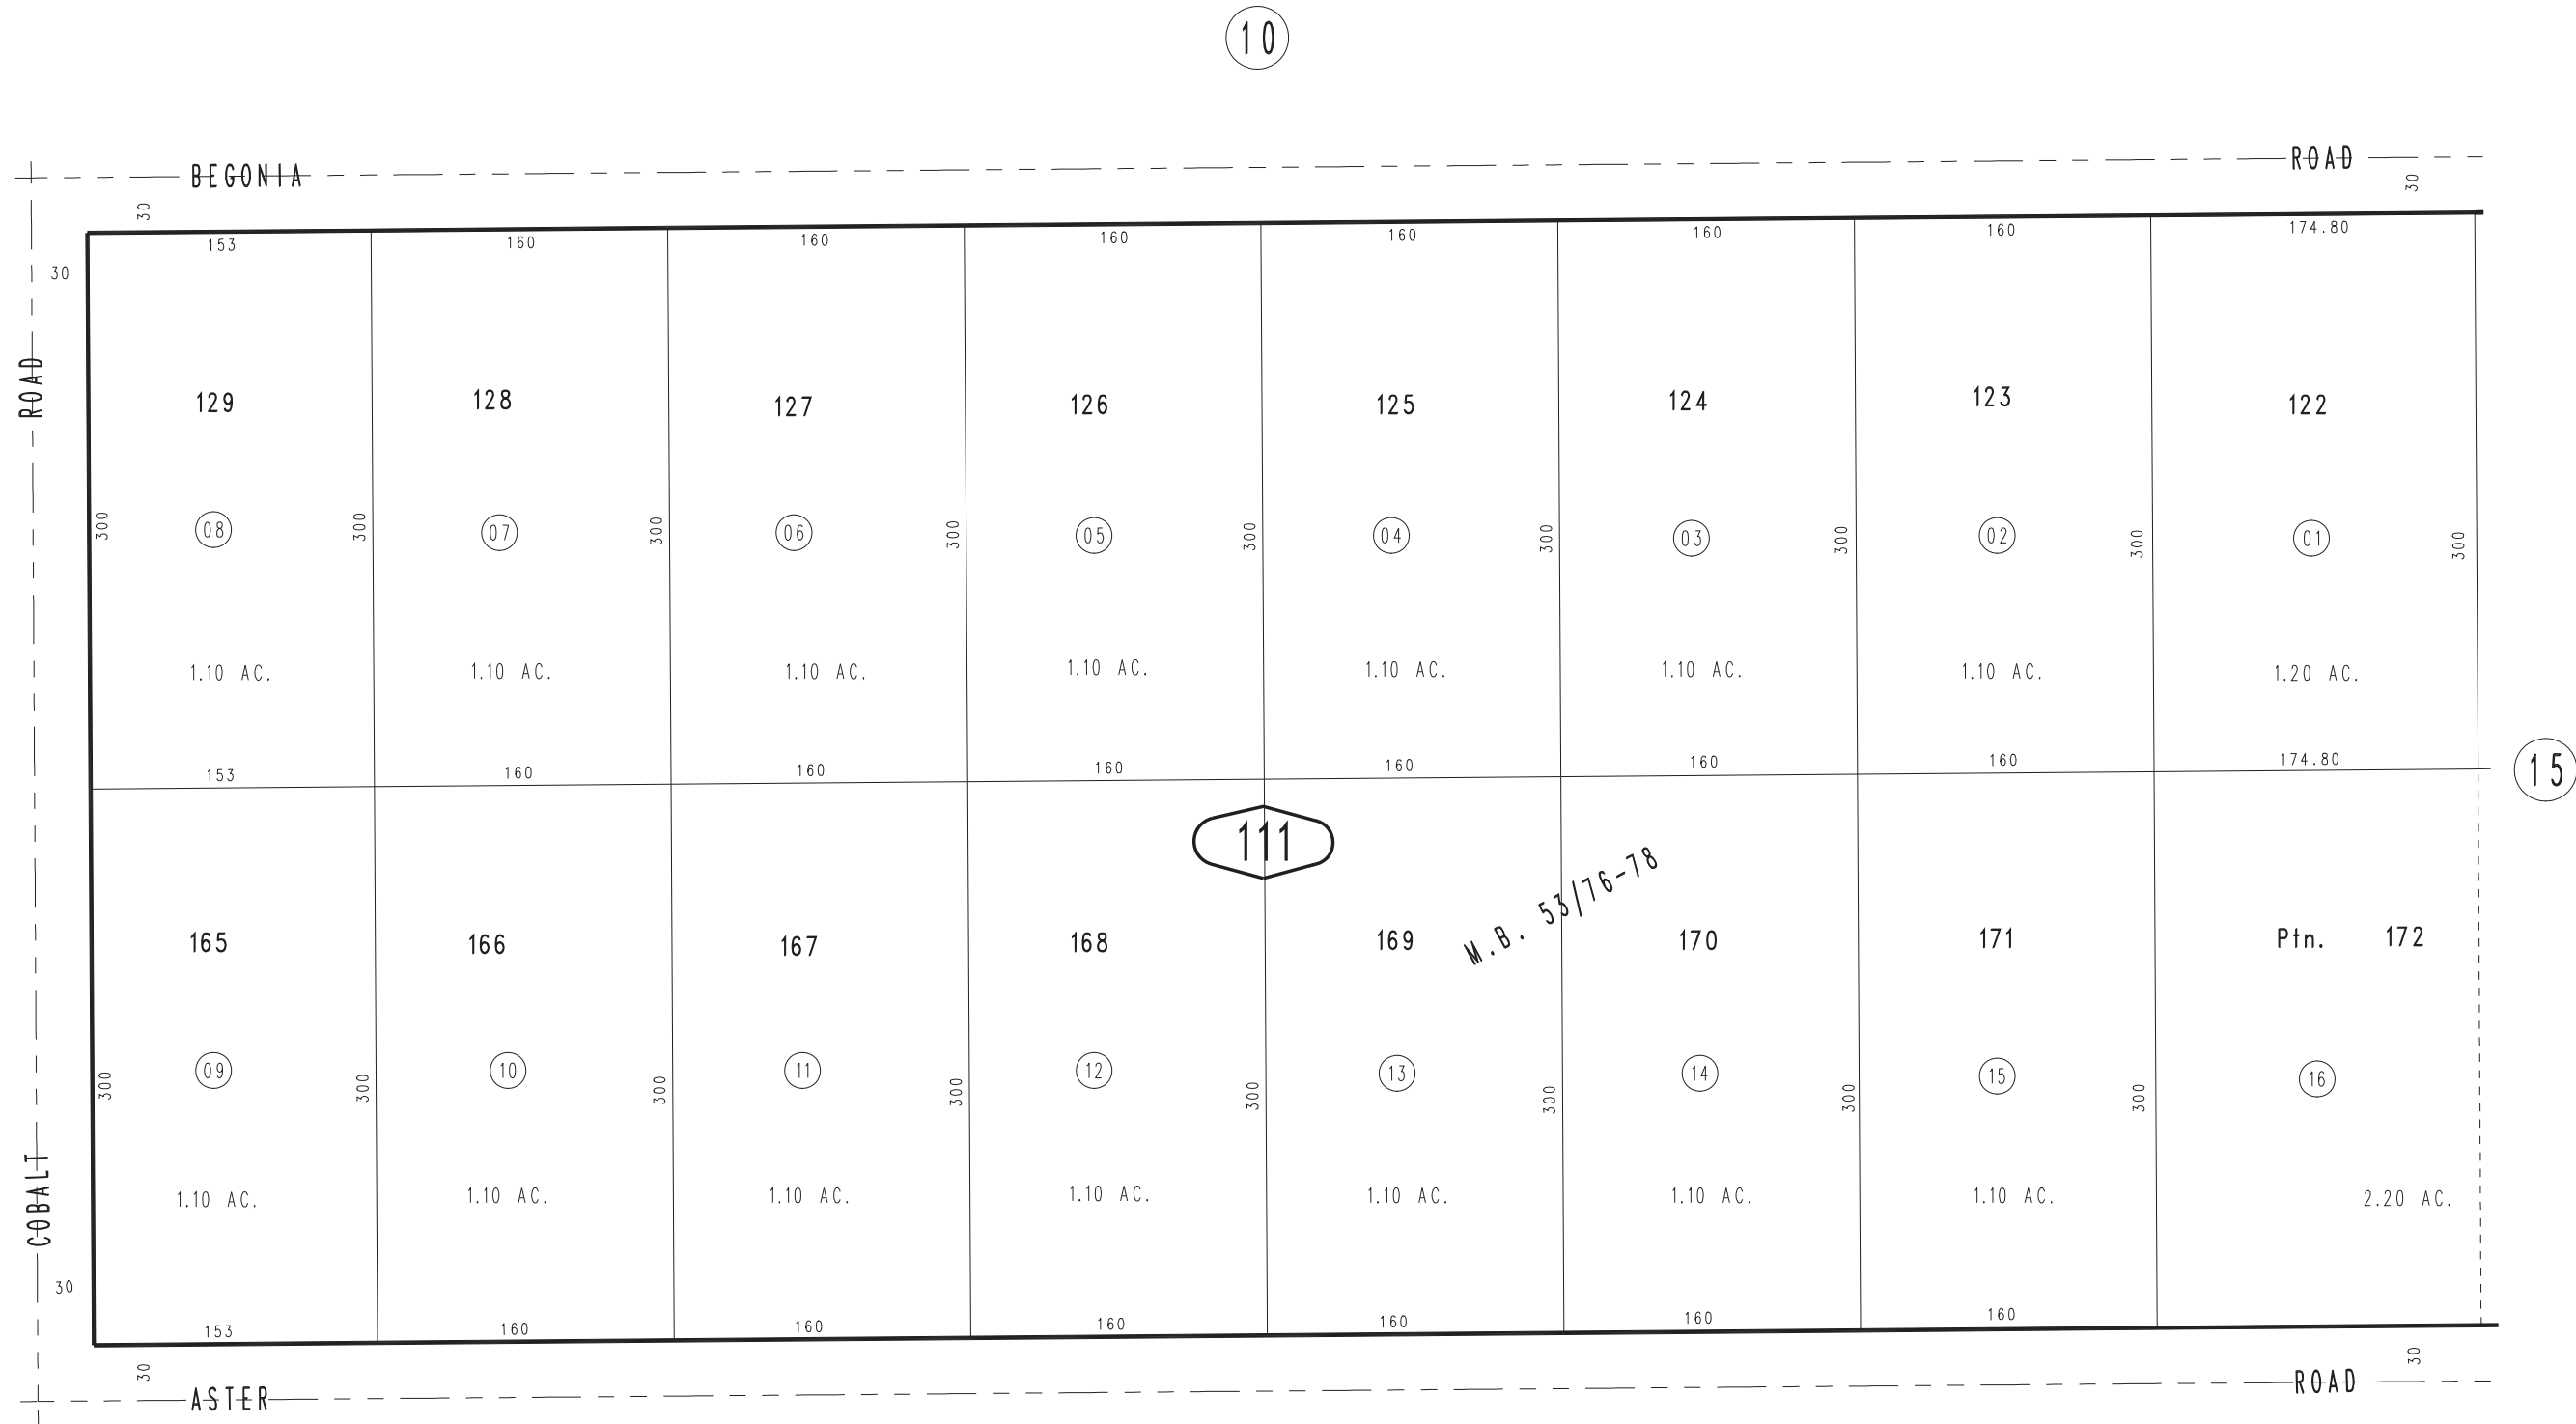 10
BEGONIA ROAD
30 30
153 160 160 160 160 160 160 174.80
30
ROAD
129 128 127 126 125 124 123 122
300 08 300 07 300 06 300 05 300 04 300 03 300 02 300 01 300
1.10 AC. 1.10 AC. 1.10 AC. 1.10 AC. 1.10 AC. 1.10 AC. 1.10 AC. 1.20 AC.
153 160 160 160 160 160 160 174.80
15
111
M.B. 53/76-78
165 166 167 168 169 170 171 Ptn. 172
300 09 300 10 300 11 300 12 300 13 300 14 300 15 300 16
COBALT
1.10 AC. 1.10 AC. 1.10 AC. 1.10 AC. 1.10 AC. 1.10 AC. 1.10 AC. 2.20 AC.
30
153 160 160 160 160 160 160
30 30
ASTER ROAD